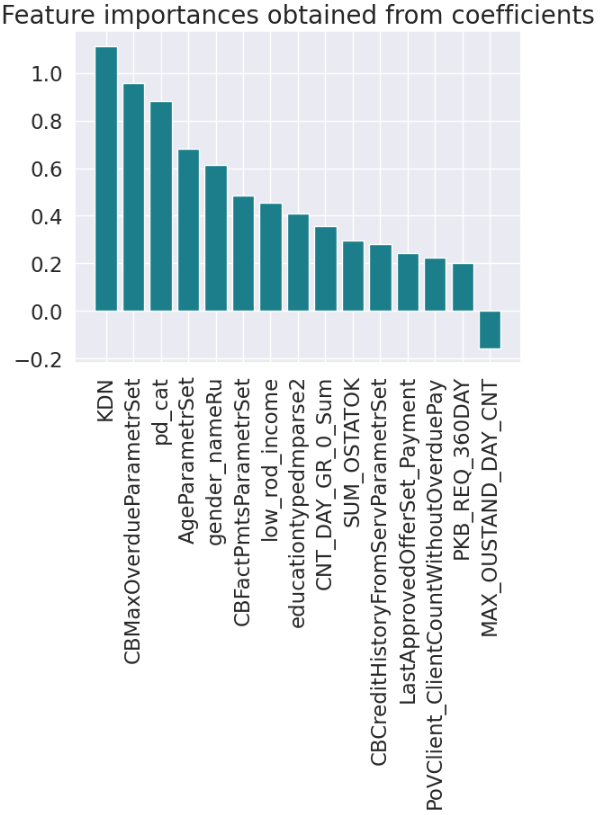 Feature importances obtained from coefficients
1.0
0.8
0.6
0.4
0.2
0.0
−0.2
KDN
CBMaxOverdueParametrSet
pd_cat
AgeParametrSet
gender_nameRu
CBFactPmtsParametrSet
low_rod_income
educationtypedmparse2
CNT_DAY_GR_0_Sum
SUM_OSTATOK
CBCreditHistoryFromServParametrSet
LastApprovedOfferSet_Payment
PoVClient_ClientCountWithoutOverduePay
PKB_REQ_360DAY
MAX_OUSTAND_DAY_CNT